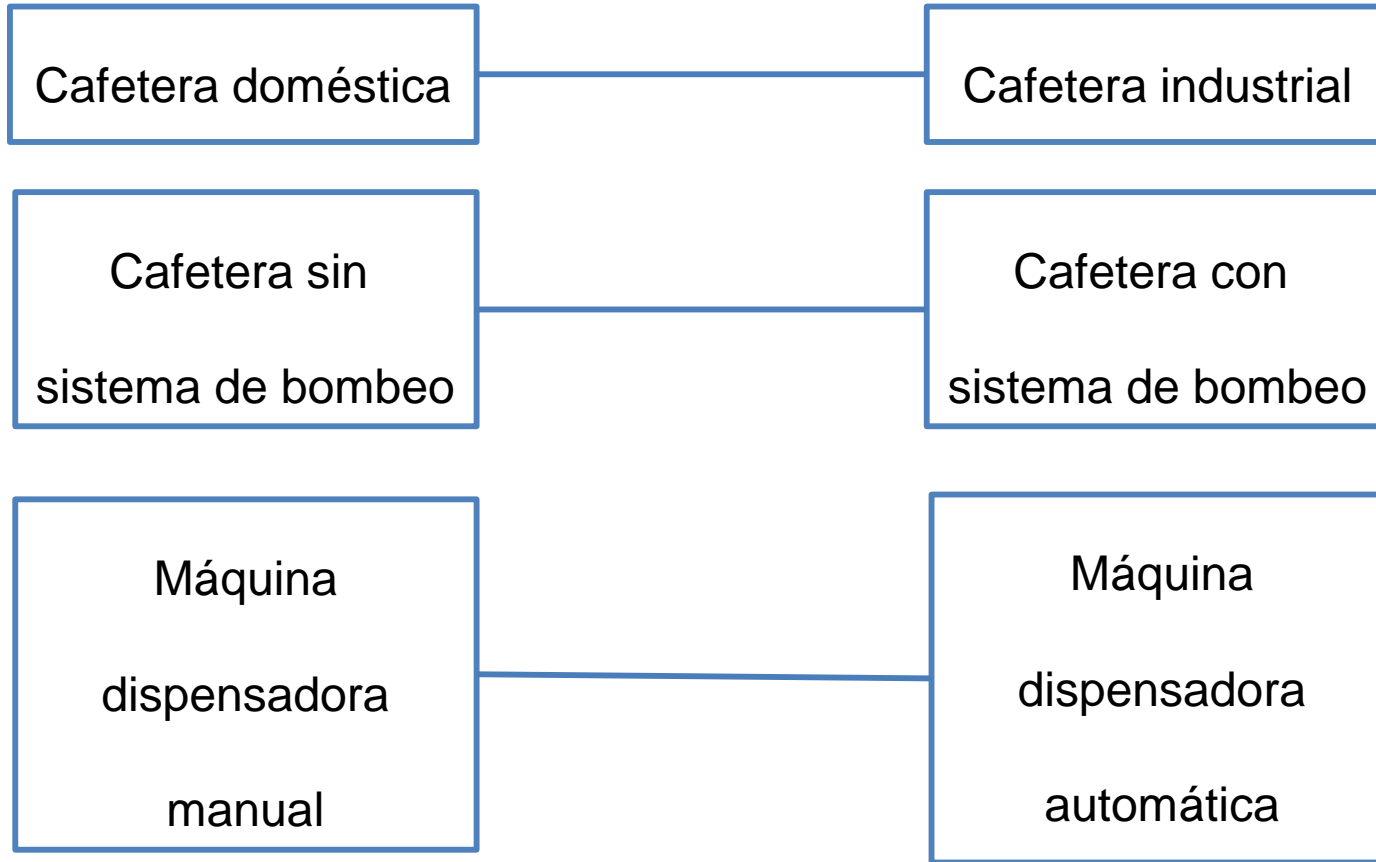 Cafetera doméstica
Cafetera industrial
Cafetera sin
sistema de bombeo
Cafetera con
sistema de bombeo
Máquina
dispensadora
manual
Máquina
dispensadora
automática